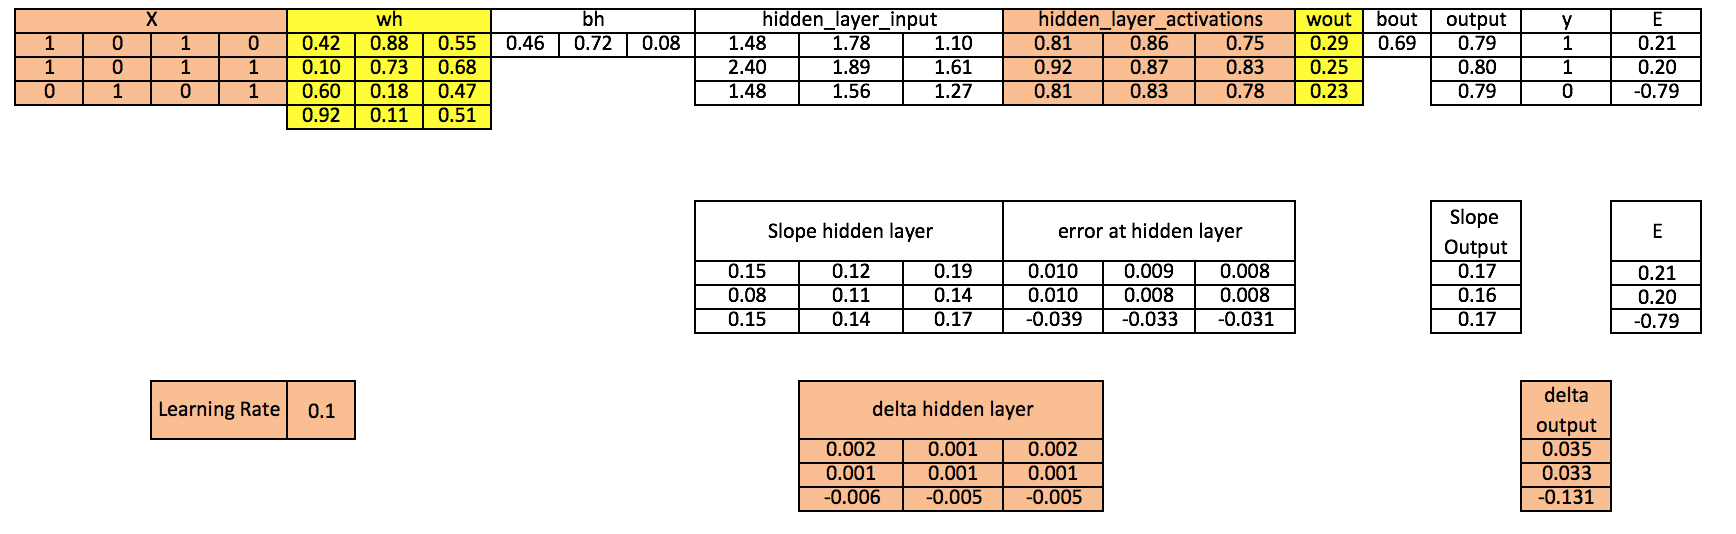 X wh bh hidden_layer_input hidden_layer_activations wout bout output y E
1 0 1 0 0.42 0.88 0.55 0.46 0.72 0.08 1.48 1.78 1.10 0.81 0.86 0.75 0.29 0.69 0.79 1 0.21
1 0 1 1 0.10 0.73 0.68 2.40 1.89 1.61 0.92 0.87 0.83 0.25 0.80 1 0.20
0 1 0 1 0.60 0.18 0.47 1.48 1.56 1.27 0.81 0.83 0.78 0.23 0.79 0 -0.79
0.92 0.11 0.51
Slope hidden layer error at hidden layer Slope E
Output
0.15 0.12 0.19 0.010 0.009 0.008 0.17 0.21
0.08 0.11 0.14 0.010 0.008 0.008 0.16 0.20
0.15 0.14 0.17 -0.039 -0.033 -0.031 0.17 -0.79
Learning Rate 0.1 delta hidden layer delta
output
0.002 0.001 0.002 0.035
0.001 0.001 0.001 0.033
-0.006 -0.005 -0.005 -0.131